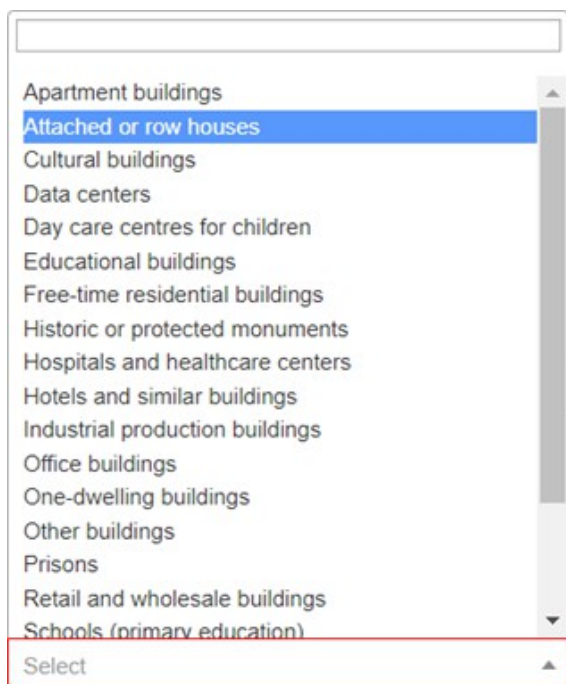 Apartment buildings
Attached or row houses
Cultural buildings
Data centers
Day care centres for children
Educational buildings
Free-time residential buildings
Historic or protected monuments
Hospitals and healthcare centers
Hotels and similar buildings
Industrial production buildings
Office buildings
One-dwelling buildings
Other buildings
Prisons
Retail and wholesale buildings
Schools (primary education)
Select